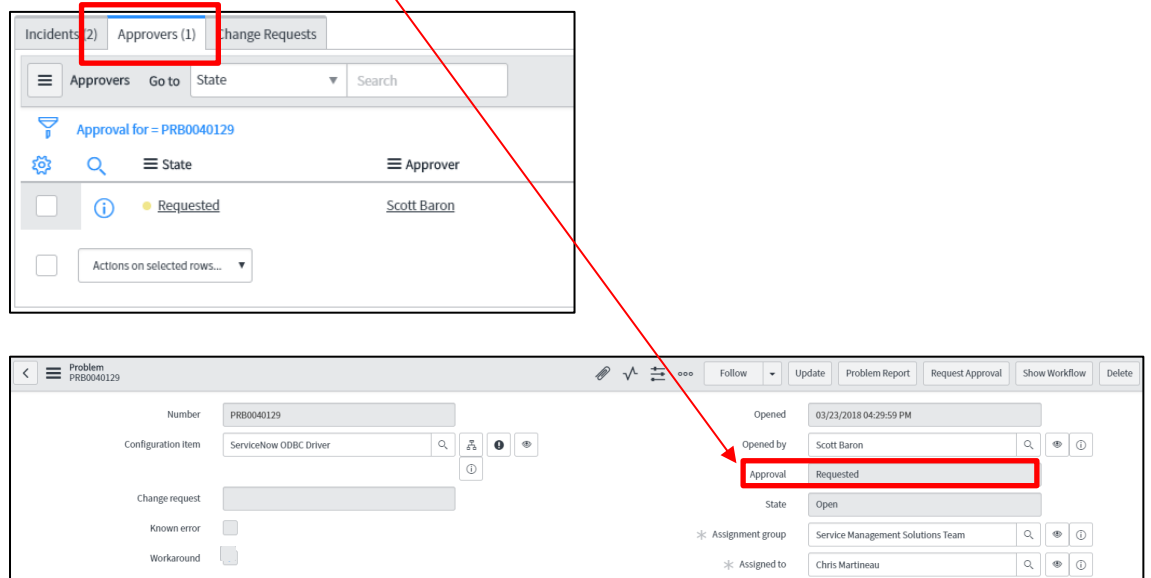 Incidents (2) Approvers (1) Change Requests
Approvers Go to State Search
Approval for = PRB0040129
State Approver
Requested Scott Baron
Actions on selected rows...
Problem
PRB0040129
Follow Update Problem Report Request Approval Show Workflow Delete
Number PRB0040129 Opened 03/23/2018 04:29:59 PM
Configuration Item ServiceNow ODBC Driver Opened by Scott Baron
Approval Requested
Change request State Open
Known error Assignment group Service Management Solutions Team
Workaround Assigned to Chris Martineau